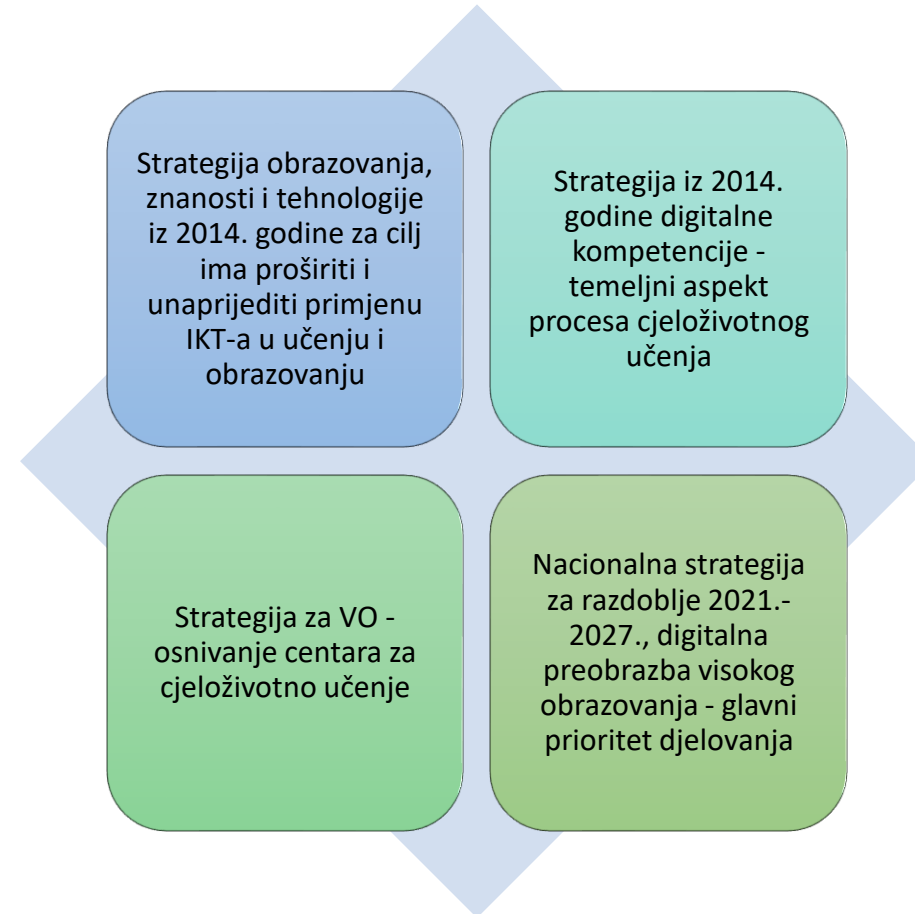 Strategija obrazovanja,
znanosti i tehnologije
iz 2014. godine za cilj
ima proširiti i
unaprijediti primjenu
IKT-a u učenju i
obrazovanju
Strategija iz 2014.
godine digitalne
kompetencije -
temeljni aspekt
procesa cjeloživotnog
učenja
Strategija za VO -
osnivanje centara za
cjeloživotno učenje
Nacionalna strategija
za razdoblje 2021.-
2027., digitalna
preobrazba visokog
obrazovanja - glavni
prioritet djelovanja